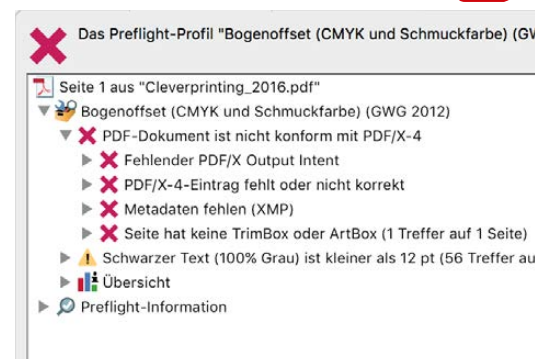 Das Preflight-Profil "Bogenoffset (CMYK und Schmuckfarbe) (GW
Seite 1 aus "Cleverprinting_2016.pdf"
Bogenoffset (CMYK und Schmuckfarbe) (GWG 2012)
PDF-Dokument ist nicht konform mit PDF/X-4
Fehlender PDF/X Output Intent
PDF/X-4-Eintrag fehlt oder nicht korrekt
Metadaten fehlen (XMP)
Seite hat keine TrimBox oder ArtBox (1 Treffer auf 1 Seite)
Schwarzer Text (100% Grau) ist kleiner als 12 pt (56 Treffer au
Übersicht
Preflight-Information